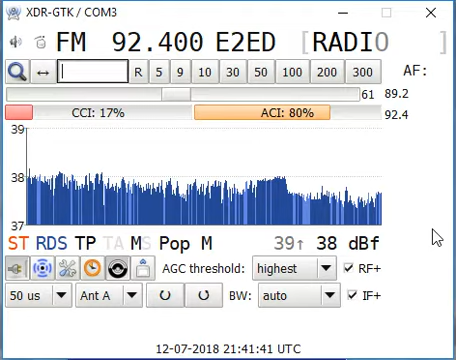 XDR-GTK / COM3
FM 92.400 E2ED [RADIO ]
R 5 9 10 30 50 100 200 300 AF:
61 89.2
CCI: 17% ACI: 80% 92.4
39
38
37
ST RDS TP TA MS Pop M 39↑ 38 dBf
AGC threshold: highest RF+
50 us Ant A BW: auto IF+
12-07-2018 21:41:41 UTC